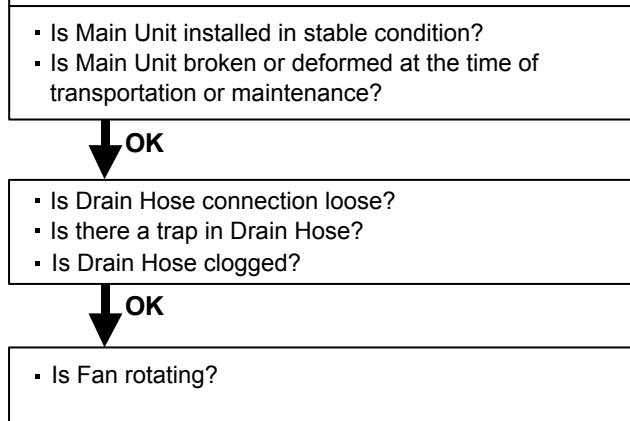 ▪ Is Main Unit installed in stable condition?
▪ Is Main Unit broken or deformed at the time of
transportation or maintenance?
OK
▪ Is Drain Hose connection loose?
▪ Is there a trap in Drain Hose?
▪ Is Drain Hose clogged?
OK
▪ Is Fan rotating?